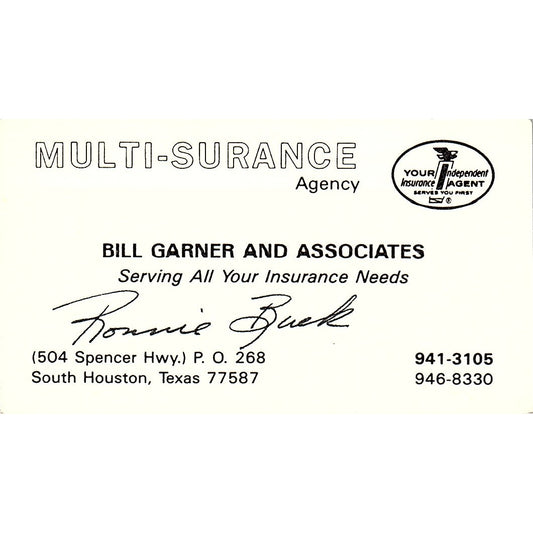 MULTI-SURANCE
Agency
YOUR Independent
Insurance AGENT
SERVES YOU FIRST
®
BILL GARNER AND ASSOCIATES
Serving All Your Insurance Needs
Ronnie Buck
(504 Spencer Hwy.) P. O. 268
941-3105
South Houston, Texas 77587
946-8330